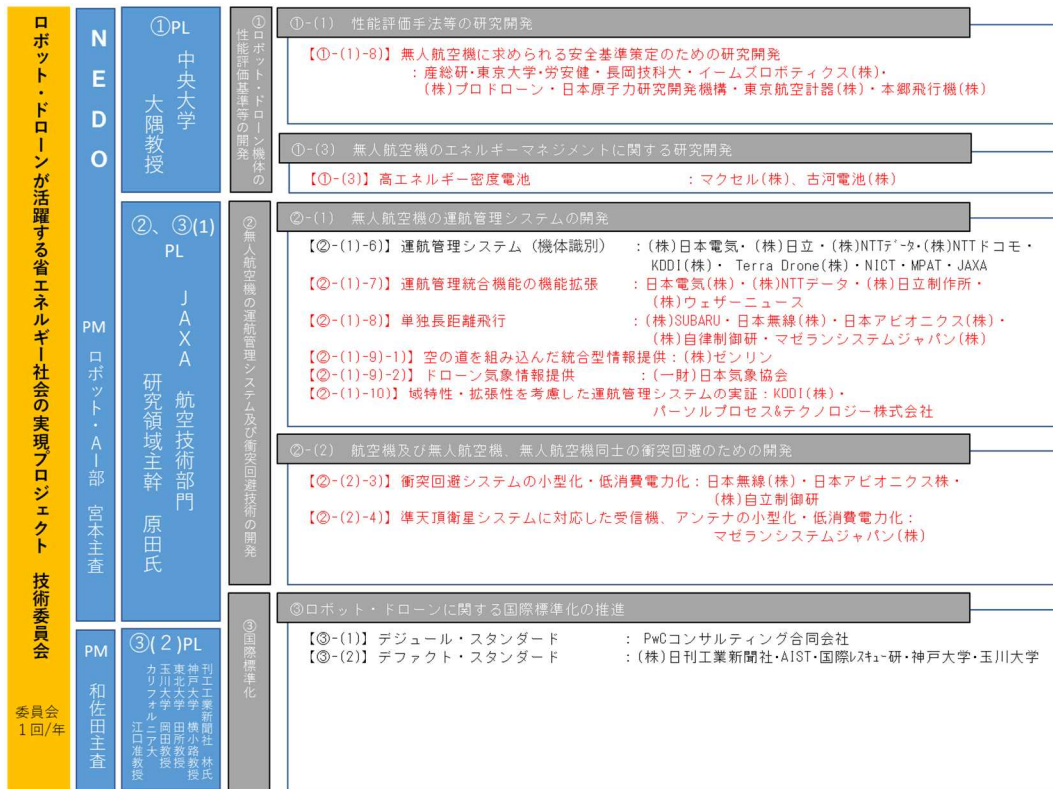 ロボット・ドローンが活躍する省エネルギー社会の実現プロジェクト　技術委員会
委員会
１回/年
NEDO
PM　ロボット・AI部　宮本主査
PM　和佐田主査
①PL
中央大学
大隅教授
②、③(1)
PL
JAXA　航空技術部門
研究領域主幹　原田氏
③(２)PL
刊工工業新聞社　林氏
神戸大学　横小路教授
東北大学　田所教授
玉川大学　岡田教授
カリフォルニア大
江口准教授
①ロボット・ドローン機体の
性能評価基準等の開発
②無人航空機の運航管理システム及び衝突回避技術の開発
③国際標準化
①-(1)　性能評価手法等の研究開発
【①-(1)-8)】無人航空機に求められる安全基準策定のための研究開発
：産総研・東京大学・労安健・長岡技科大・イームズロボティクス(株)・
(株)プロドローン・日本原子力研究開発機構・東京航空計器(株)・本郷飛行機(株)
①-(3)　無人航空機のエネルギーマネジメントに関する研究開発
【①-(3)】高エネルギー密度電池　：マクセル(株)、古河電池(株)
②-(1)　無人航空機の運航管理システムの開発
【②-(1)-6)】運航管理システム（機体識別）　：(株)日本電気・(株)日立・(株)NTTﾃﾞｰﾀ・(株)NTTドコモ・
KDDI(株)・ Terra Drone(株)・NICT・MPAT・JAXA
【②-(1)-7)】運航管理統合機能の機能拡張　：日本電気(株)・(株)NTTデータ・(株)日立製作所・
(株)ウェザーニュース
【②-(1)-8)】単独長距離飛行　：(株)SUBARU・日本無線(株)・日本アビオニクス(株)・
(株)自律制御研・マゼランシステムジャパン(株)
【②-(1)-9)-1)】空の道を組み込んだ統合型情報提供：(株)ゼンリン
【②-(1)-9)-2)】ドローン気象情報提供　：(一財)日本気象協会
【②-(1)-10)】域特性・拡張性を考慮した運航管理システムの実証：KDDI(株)・
パーソルプロセス&テクノロジー株式会社
②-(2)　航空機及び無人航空機、無人航空機同士の衝突回避のための開発
【②-(2)-3)】衝突回避システムの小型化・低消費電力化：日本無線(株)・日本アビオニクス株・
(株)自立制御研
【②-(2)-4)】準天頂衛星システムに対応した受信機、アンテナの小型化・低消費電力化：
マゼランシステムジャパン(株)
③ロボット・ドローンに関する国際標準化の推進
【③-(1)】デジュール・スタンダード　：PwCコンサルティング合同会社
【③-(2)】デファクト・スタンダード　：(株)日刊工業新聞社・AIST・国際ﾚｽｷｭｰ研・神戸大学・玉川大学